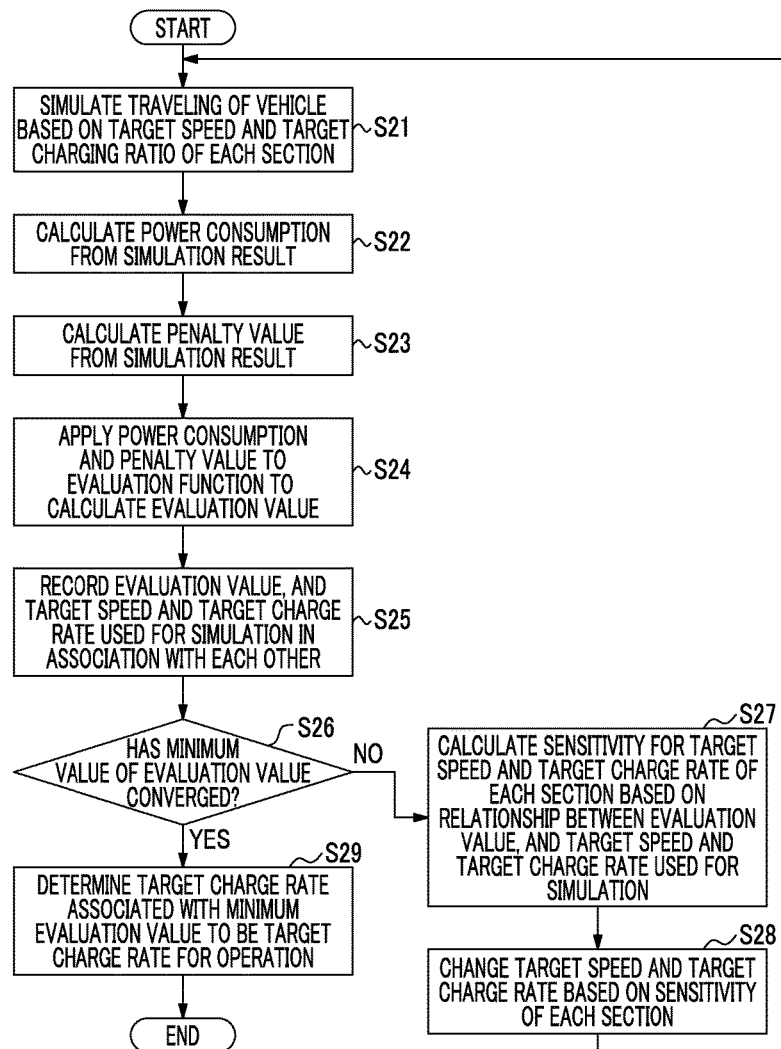 START
SIMULATE TRAVELING OF VEHICLE
BASED ON TARGET SPEED AND TARGET
CHARGING RATIO OF EACH SECTION
S21
CALCULATE POWER CONSUMPTION
FROM SIMULATION RESULT
S22
CALCULATE PENALTY VALUE
FROM SIMULATION RESULT
S23
APPLY POWER CONSUMPTION
AND PENALTY VALUE TO
EVALUATION FUNCTION TO
CALCULATE EVALUATION VALUE
S24
RECORD EVALUATION VALUE, AND
TARGET SPEED AND TARGET CHARGE
RATE USED FOR SIMULATION IN
ASSOCIATION WITH EACH OTHER
S25
S26
HAS MINIMUM
VALUE OF EVALUATION VALUE
CONVERGED?
NO
YES
S27
CALCULATE SENSITIVITY FOR TARGET
SPEED AND TARGET CHARGE RATE OF
EACH SECTION BASED ON
RELATIONSHIP BETWEEN EVALUATION
VALUE, AND TARGET SPEED AND
TARGET CHARGE RATE USED FOR
SIMULATION
S28
CHANGE TARGET SPEED AND TARGET
CHARGE RATE BASED ON SENSITIVITY
OF EACH SECTION
S29
DETERMINE TARGET CHARGE RATE
ASSOCIATED WITH MINIMUM
EVALUATION VALUE TO BE TARGET
CHARGE RATE FOR OPERATION
END